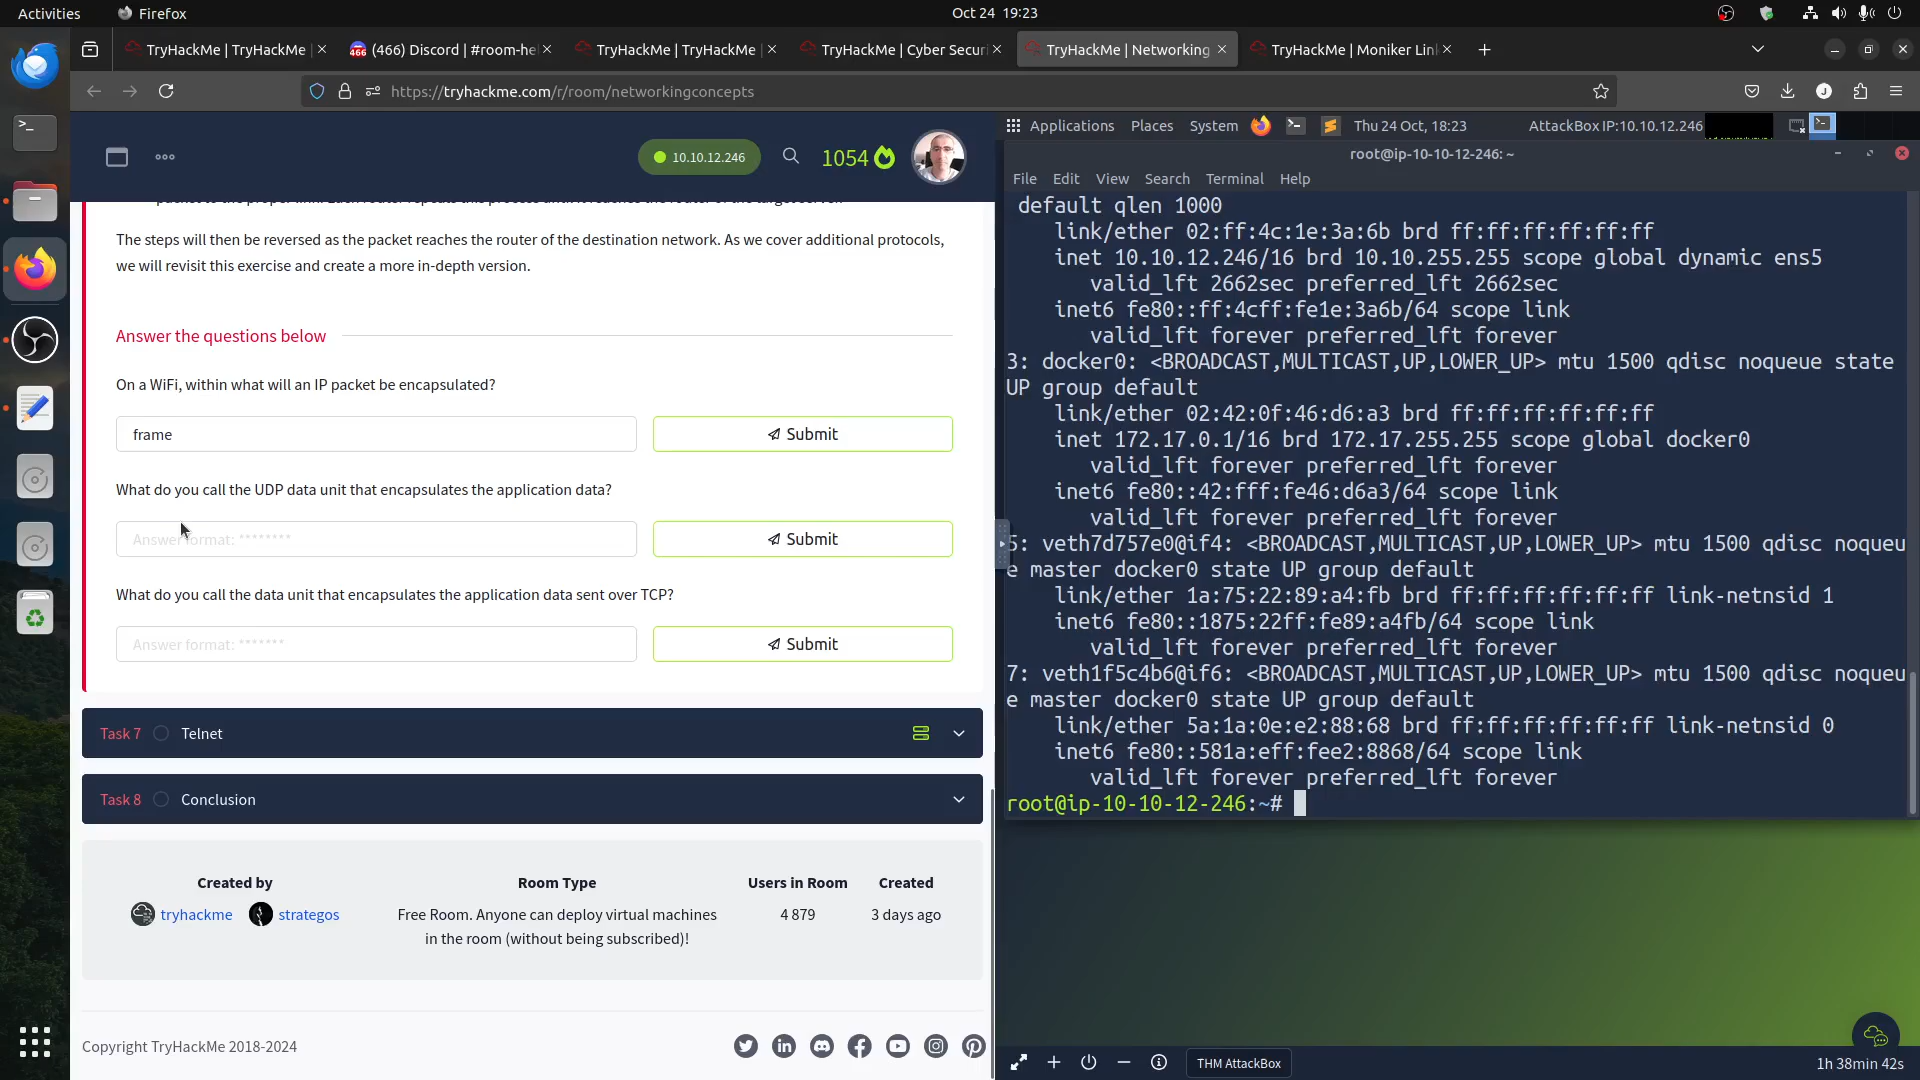 Activities
Firefox
Oct 24 19:23
TryHackMe | TryHackMe
(466) Discord | #room-he
TryHackMe | TryHackMe
TryHackMe | Cyber Securi
TryHackMe | Networking
TryHackMe | Moniker Lin
https://tryhackme.com/r/room/networkingconcepts
10.10.12.246
1054
The steps will then be reversed as the packet reaches the router of the destination network. As we cover additional protocols,
we will revisit this exercise and create a more in-depth version.
Answer the questions below
On a WiFi, within what will an IP packet be encapsulated?
frame
Submit
What do you call the UDP data unit that encapsulates the application data?
Answer format: ********
Submit
What do you call the data unit that encapsulates the application data sent over TCP?
Answer format: *******
Submit
Task 7
Telnet
Task 8
Conclusion
Created by
Room Type
Users in Room
Created
tryhackme
strategos
Free Room. Anyone can deploy virtual machines
in the room (without being subscribed)!
4 879
3 days ago
Copyright TryHackMe 2018-2024
Applications
Places
System
Thu 24 Oct, 18:23
AttackBox IP:10.10.12.246
root@ip-10-10-12-246: ~
File Edit View Search Terminal Help
default qlen 1000
link/ether 02:ff:4c:1e:3a:6b brd ff:ff:ff:ff:ff:ff
inet 10.10.12.246/16 brd 10.10.255.255 scope global dynamic ens5
valid_lft 2662sec preferred_lft 2662sec
inet6 fe80::ff:4cff:fe1e:3a6b/64 scope link
valid_lft forever preferred_lft forever
3: docker0: <BROADCAST,MULTICAST,UP,LOWER_UP> mtu 1500 qdisc noqueue state
UP group default
link/ether 02:42:0f:46:d6:a3 brd ff:ff:ff:ff:ff:ff
inet 172.17.0.1/16 brd 172.17.255.255 scope global docker0
valid_lft forever preferred_lft forever
inet6 fe80::42:fff:fe46:d6a3/64 scope link
valid_lft forever preferred_lft forever
5: veth7d757e0@if4: <BROADCAST,MULTICAST,UP,LOWER_UP> mtu 1500 qdisc noqueu
e master docker0 state UP group default
link/ether 1a:75:22:89:a4:fb brd ff:ff:ff:ff:ff:ff link-netnsid 1
inet6 fe80::1875:22ff:fe89:a4fb/64 scope link
valid_lft forever preferred_lft forever
7: veth1f5c4b6@if6: <BROADCAST,MULTICAST,UP,LOWER_UP> mtu 1500 qdisc noqueu
e master docker0 state UP group default
link/ether 5a:1a:0e:e2:88:68 brd ff:ff:ff:ff:ff:ff link-netnsid 0
inet6 fe80::581a:eff:fee2:8868/64 scope link
valid_lft forever preferred_lft forever
root@ip-10-10-12-246:~#
THM AttackBox
1h 38min 42s